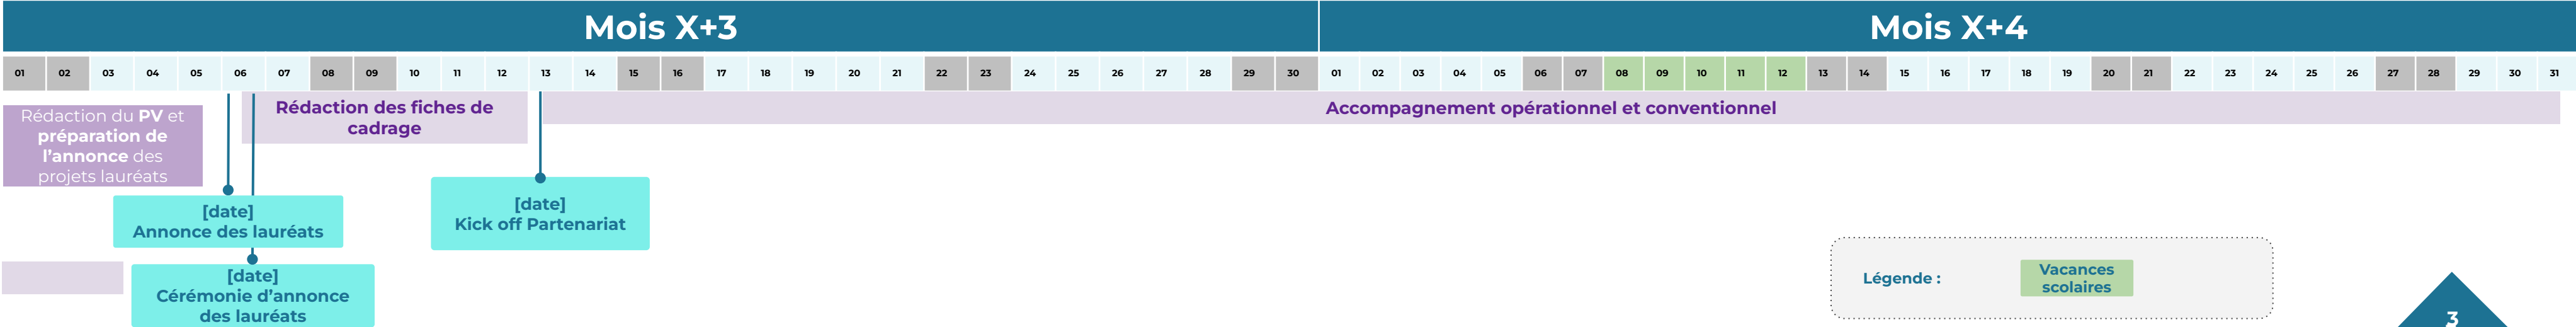 Mois X+3
Mois X+4
01 02 03 04 05 06 07 08 09 10 11 12 13 14 15 16 17 18 19 20 21 22 23 24 25 26 27 28 29 30 01 02 03 04 05 06 07 08 09 10 11 12 13 14 15 16 17 18 19 20 21 22 23 24 25 26 27 28 29 30 31
Rédaction du PV et
préparation de
l’annonce des
projets lauréats
Rédaction des fiches de
cadrage
Accompagnement opérationnel et conventionnel
[date]
Annonce des lauréats
[date]
Kick off Partenariat
[date]
Cérémonie d’annonce
des lauréats
Légende :
Vacances
scolaires
3